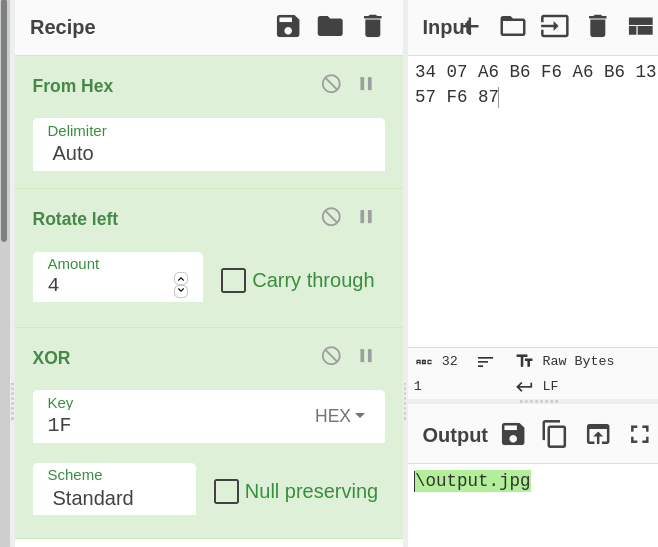 Recipe
From Hex
Delimiter
Auto
Rotate left
Amount
4
Carry through
XOR
Key
1F
HEX
Scheme
Standard
Null preserving
Input
34 07 A6 B6 F6 A6 B6 13
57 F6 87
ABC 32
Raw Bytes
1
LF
Output
\output.jpg